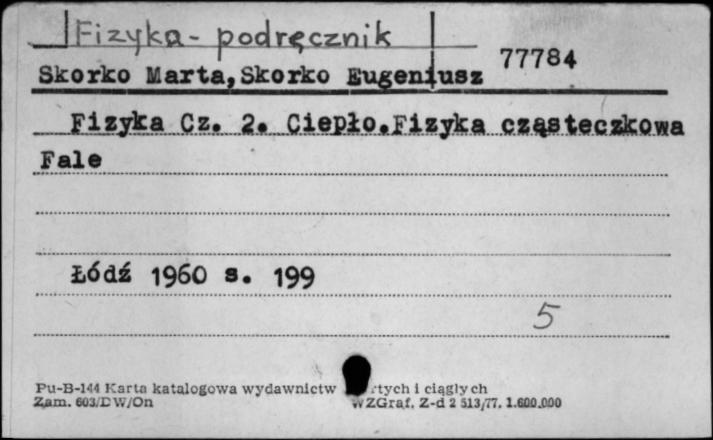 Fizyka - podręcznik
77784
Skorko Marta, Skorko Eugeniusz
Fizyka Cz. 2. Ciepło.Fizyka cząsteczkowa
Fale
Łódź 1960 s. 199
5
Pu-B-144 Karta katalogowa wydawnictw rtych i ciągłych
Zam. 603/DW/On WZGraf. Z-d 2 513/77. 1.600.000